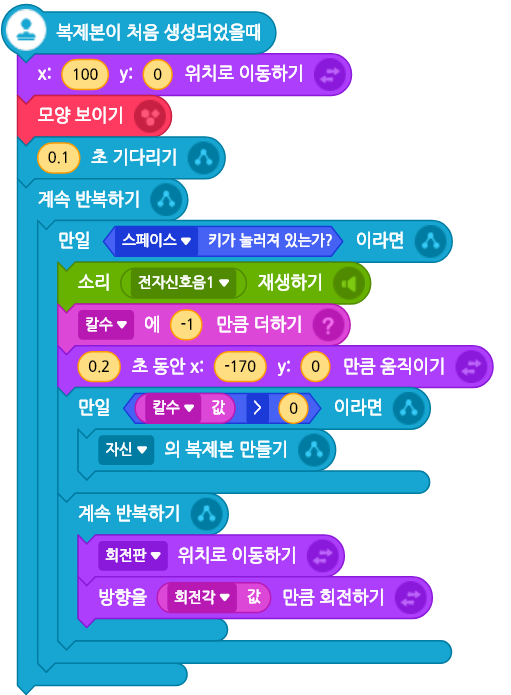 복제본이 처음 생성되었을때
x: 100 y: 0 위치로 이동하기
모양 보이기
0.1 초 기다리기
계속 반복하기
만일 스페이스 ▼ 키가 눌러져 있는가? 이라면
소리 전자신호음1 ▼ 재생하기
칼수 ▼ 에 -1 만큼 더하기 ?
0.2 초 동안 x: -170 y: 0 만큼 움직이기
만일 칼수 ▼ 값 > 0 이라면
자신 ▼ 의 복제본 만들기
계속 반복하기
회전판 ▼ 위치로 이동하기
방향을 회전각 ▼ 값 만큼 회전하기